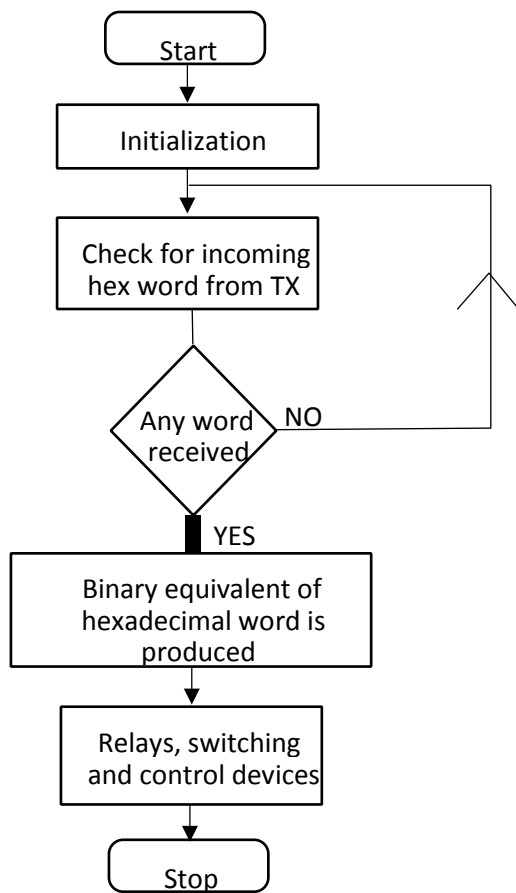 Start
Initialization
Check for incoming
hex word from TX
Any word
received
NO
YES
Binary equivalent of
hexadecimal word is
produced
Relays, switching
and control devices
Stop